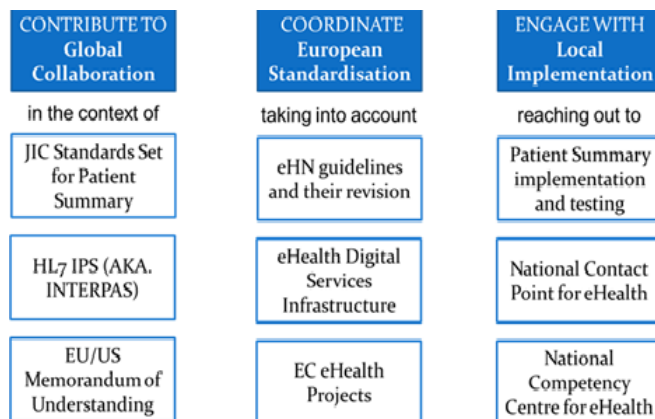 CONTRIBUTE TO
Global
Collaboration
in the context of
JIC Standards Set
for Patient
Summary
HL7 IPS (AKA.
INTERPAS)
EU/US
Memorandum of
Understanding
COORDINATE
European
Standardisation
taking into account
eHN guidelines
and their revision
eHealth Digital
Services
Infrastructure
EC eHealth
Projects
ENGAGE WITH
Local
Implementation
reaching out to
Patient Summary
implementation
and testing
National Contact
Point for eHealth
National
Competency
Centre for eHealth